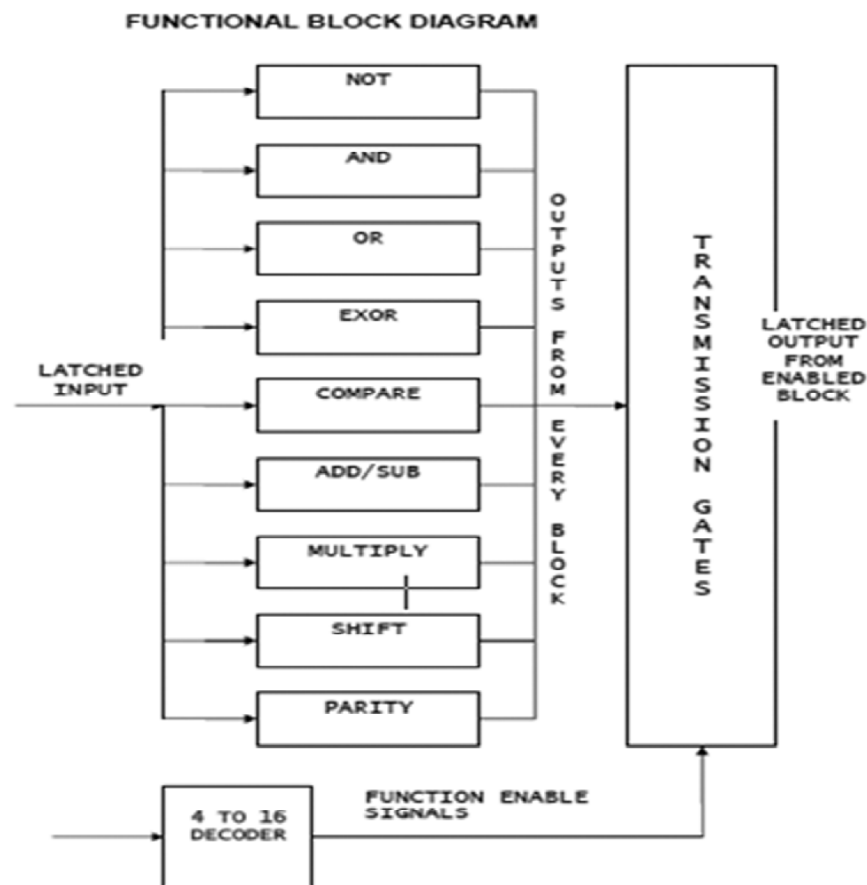 FUNCTIONAL BLOCK DIAGRAM
NOT
AND
OR
EXOR
LATCHED
INPUT
COMPARE
ADD/SUB
MULTIPLY
SHIFT
PARITY
OUTPUTS FROM EVERY BLOCK
TRANSMISSION GATES
LATCHED
OUTPUT
FROM
ENABLED
BLOCK
4 TO 16
DECODER
FUNCTION ENABLE
SIGNALS